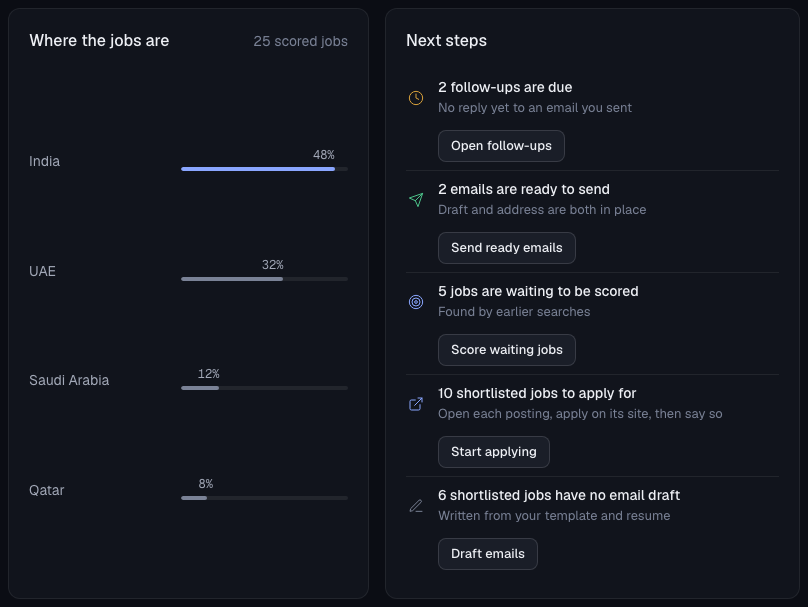 Where the jobs are
25 scored jobs
India
48%
UAE
32%
Saudi Arabia
12%
Qatar
8%
Next steps
2 follow-ups are due
No reply yet to an email you sent
Open follow-ups
2 emails are ready to send
Draft and address are both in place
Send ready emails
5 jobs are waiting to be scored
Found by earlier searches
Score waiting jobs
10 shortlisted jobs to apply for
Open each posting, apply on its site, then say so
Start applying
6 shortlisted jobs have no email draft
Written from your template and resume
Draft emails